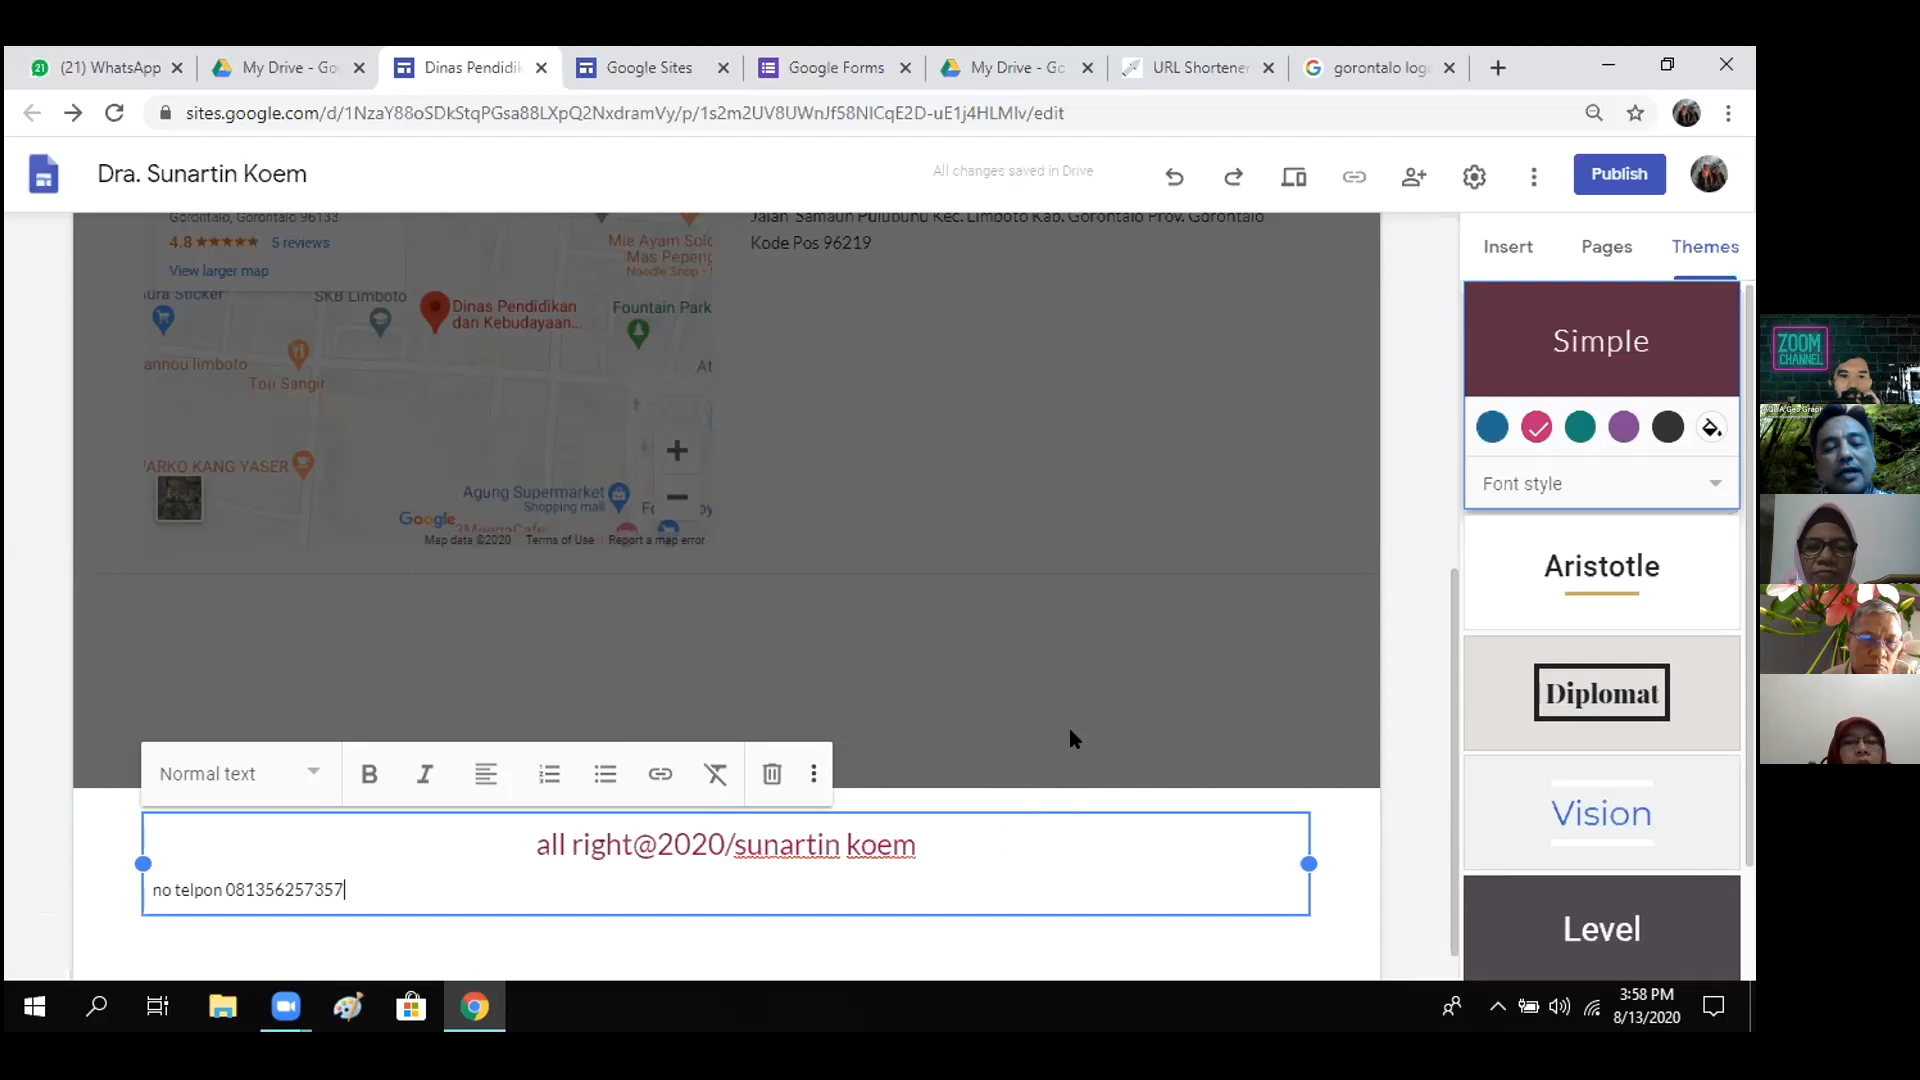 (21) WhatsApp
My Drive - Go
Dinas Pendidik
Google Sites
Google Forms
My Drive - Go
URL Shortener
gorontalo log
sites.google.com/d/1NzaY88oSDkStqPGsa88LXpQ2NxdramVy/p/1s2m2UV8UWnJf58NlCqE2D-uE1j4HLMlv/edit
Dra. Sunartin Koem
All changes saved in Drive
Publish
Insert
Pages
Themes
Gorontalo, Gorontalo 96133
4.8
5 reviews
View larger map
Mie Ayam Solo
Mas Pepeng
Noodle Shop
Jalan Samaun Pulubuhu Kec. Limboto Kab. Gorontalo Prov. Gorontalo
Kode Pos 96219
Sticker
SKB Limboto
Dinas Pendidikan
dan Kebudayaan...
Fountain Park
annou limboto
Toli Sangir
ARKO KANG YASER
Agung Supermarket
Shopping mall
Google
Map data ©2020
Terms of Use
Report a map error
Simple
Font style
Aristotle
Diplomat
Vision
Level
Normal text
all right@2020/sunartin koem
no telpon 081356257357
ZOOM
CHANNEL
3:58 PM
8/13/2020